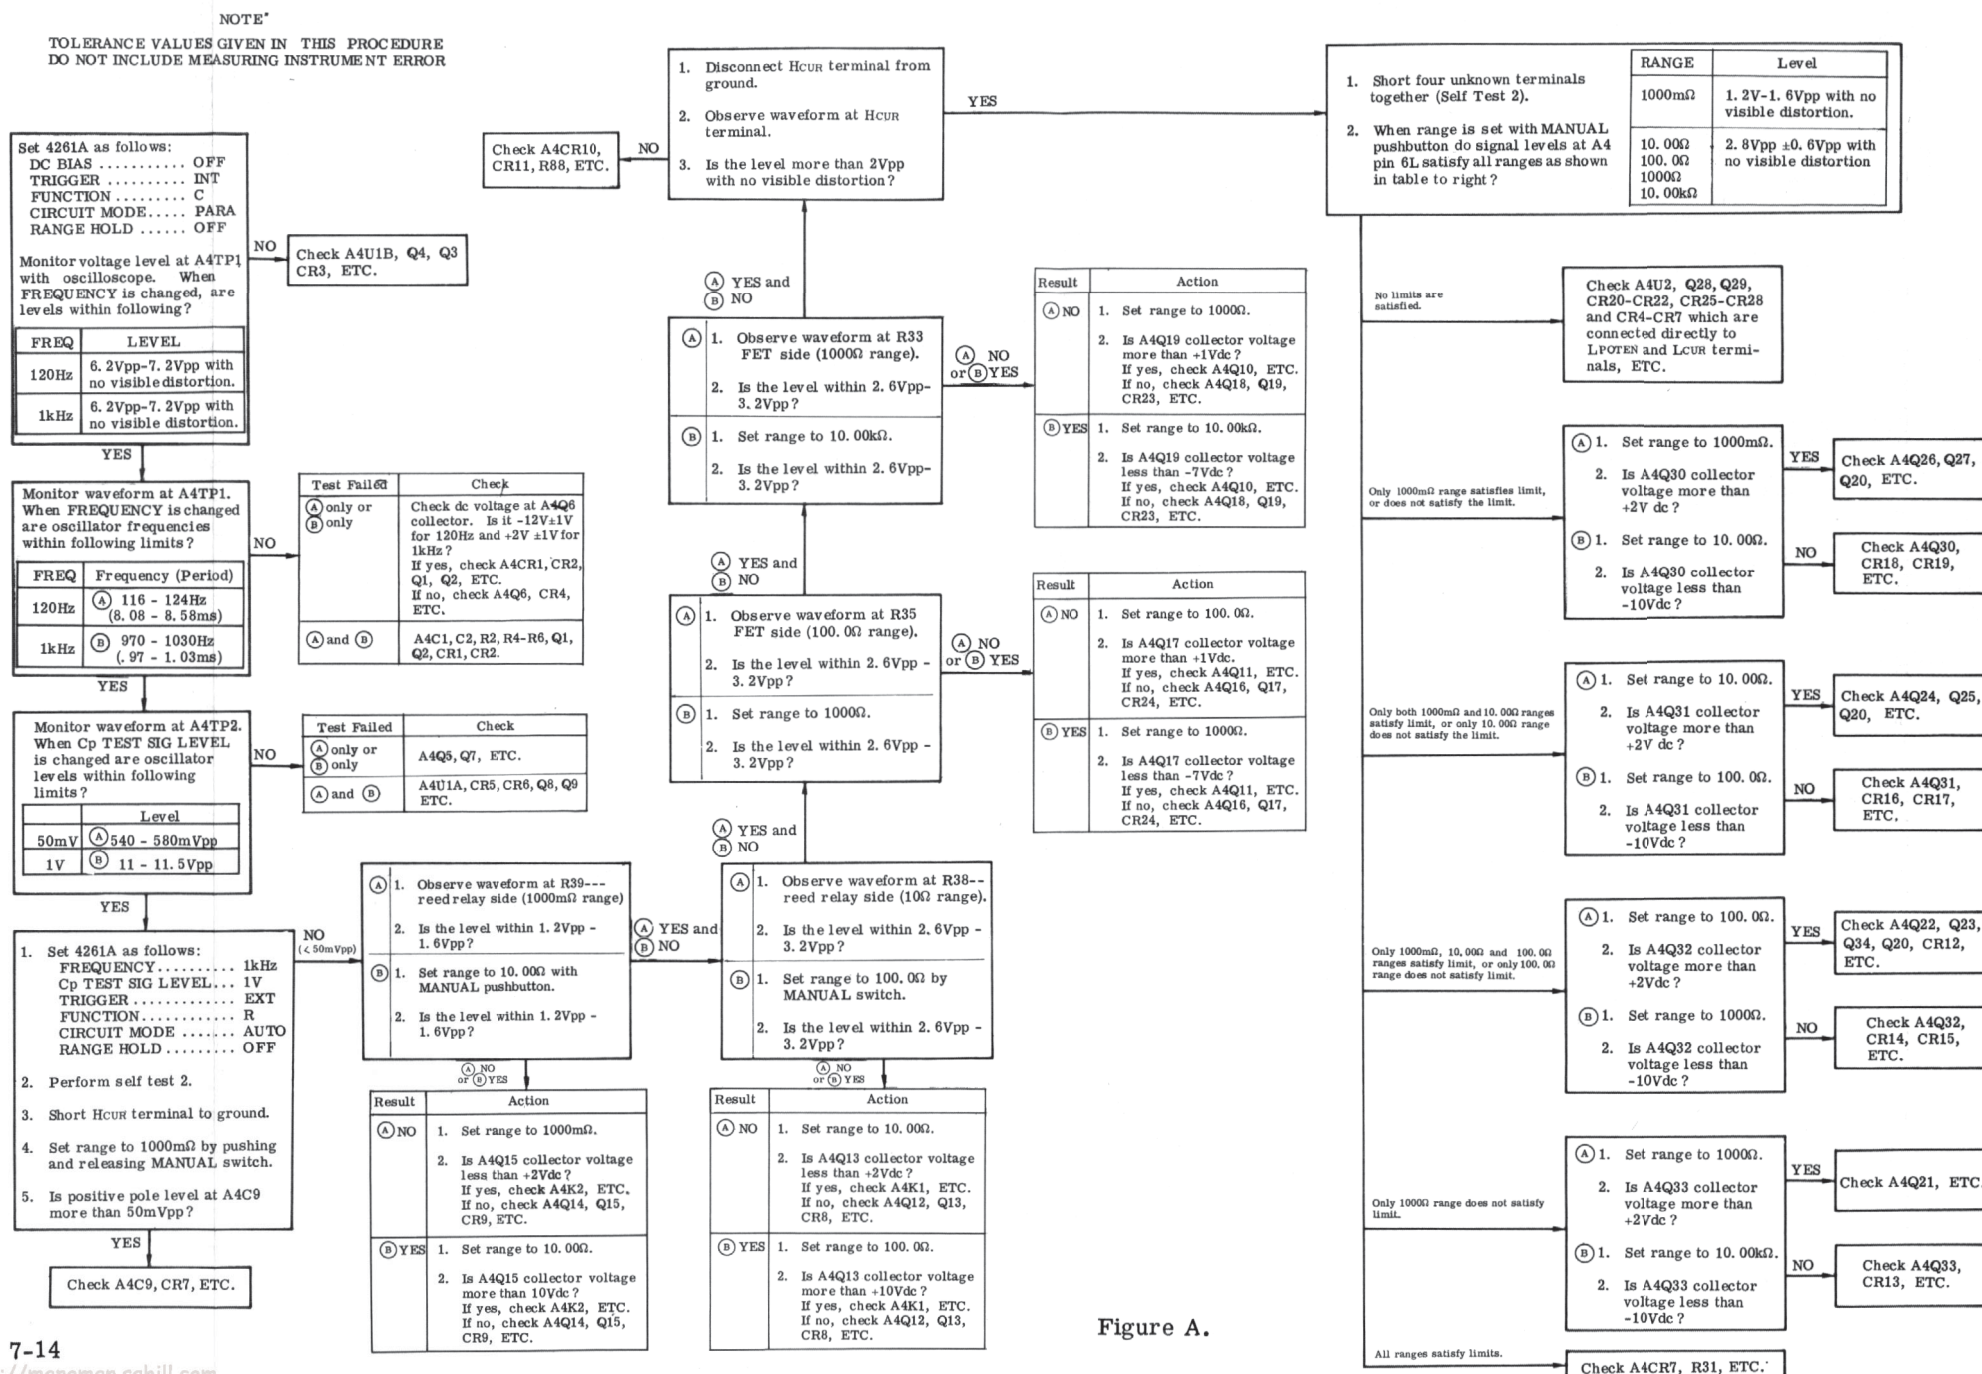 NOTE
TOLERANCE VALUES GIVEN IN THIS PROCEDURE
DO NOT INCLUDE MEASURING INSTRUMENT ERROR
Set 4261A as follows:
DC BIAS ........... OFF
TRIGGER .......... INT
FUNCTION ......... C
CIRCUIT MODE..... PARA
RANGE HOLD ...... OFF
Monitor voltage level at A4TP1
with oscilloscope. When
FREQUENCY is changed, are
levels within following?
FREQ LEVEL
120Hz 6.2Vpp-7.2Vpp with
no visible distortion.
1kHz 6.2Vpp-7.2Vpp with
no visible distortion.
NO
Check A4U1B, Q4, Q3
CR3, ETC.
YES
Monitor waveform at A4TP1.
When FREQUENCY is changed
are oscillator frequencies
within following limits?
FREQ Frequency (Period)
120Hz Ⓐ 116 - 124Hz
(8.08 - 8.58ms)
1kHz Ⓑ 970 - 1030Hz
(.97 - 1.03ms)
NO
Test Failed Check
Ⓐ only or
Ⓑ only
Check dc voltage at A4Q6
collector. Is it -12V±1V
for 120Hz and +2V ±1V for
1kHz?
If yes, check A4CR1, CR2,
Q1, Q2, ETC.
If no, check A4Q6, CR4,
ETC.
Ⓐ and Ⓑ A4C1, C2, R2, R4-R6, Q1,
Q2, CR1, CR2.
YES
Monitor waveform at A4TP2.
When Cp TEST SIG LEVEL
is changed are oscillator
levels within following
limits?
Level
50mV Ⓐ 540 - 580mVpp
1V Ⓑ 11 - 11.5Vpp
NO
Test Failed Check
Ⓐ only or
Ⓑ only
A4Q5, Q7, ETC.
Ⓐ and Ⓑ A4U1A, CR5, CR6, Q8, Q9
ETC.
YES
1. Set 4261A as follows:
FREQUENCY.......... 1kHz
Cp TEST SIG LEVEL... 1V
TRIGGER ............ EXT
FUNCTION............ R
CIRCUIT MODE ....... AUTO
RANGE HOLD ......... OFF
2. Perform self test 2.
3. Short HCUR terminal to ground.
4. Set range to 1000mΩ by pushing
and releasing MANUAL switch.
5. Is positive pole level at A4C9
more than 50mVpp?
YES
Check A4C9, CR7, ETC.
NO
(< 50mVpp)
Ⓐ 1. Observe waveform at R39---
reed relay side (1000mΩ range)
2. Is the level within 1.2Vpp -
1.6Vpp?
Ⓑ 1. Set range to 10.00Ω with
MANUAL pushbutton.
2. Is the level within 1.2Vpp -
1.6Vpp?
Ⓐ NO
or Ⓑ YES
Result Action
Ⓐ NO 1. Set range to 1000mΩ.
2. Is A4Q15 collector voltage
less than +2Vdc?
If yes, check A4K2, ETC.
If no, check A4Q14, Q15,
CR9, ETC.
Ⓑ YES 1. Set range to 10.00Ω.
2. Is A4Q15 collector voltage
more than 10Vdc?
If yes, check A4K2, ETC.
If no, check A4Q14, Q15,
CR9, ETC.
Ⓐ YES and
Ⓑ NO
Ⓐ 1. Observe waveform at R38--
reed relay side (10Ω range).
2. Is the level within 2.6Vpp -
3.2Vpp?
Ⓑ 1. Set range to 100.0Ω by
MANUAL switch.
2. Is the level within 2.6Vpp -
3.2Vpp?
Ⓐ NO
or Ⓑ YES
Result Action
Ⓐ NO 1. Set range to 10.00Ω.
2. Is A4Q13 collector voltage
less than +2Vdc?
If yes, check A4K1, ETC.
If no, check A4Q12, Q13,
CR8, ETC.
Ⓑ YES 1. Set range to 100.0Ω.
2. Is A4Q13 collector voltage
more than +10Vdc?
If yes, check A4K1, ETC.
If no, check A4Q12, Q13,
CR8, ETC.
Ⓐ YES and
Ⓑ NO
Ⓐ 1. Observe waveform at R35
FET side (100.0Ω range).
2. Is the level within 2.6Vpp -
3.2Vpp?
Ⓑ 1. Set range to 1000Ω.
2. Is the level within 2.6Vpp -
3.2Vpp?
Ⓐ NO
or Ⓑ YES
Result Action
Ⓐ NO 1. Set range to 100.0Ω.
2. Is A4Q17 collector voltage
more than +1Vdc.
If yes, check A4Q11, ETC.
If no, check A4Q16, Q17,
CR24, ETC.
Ⓑ YES 1. Set range to 1000Ω.
2. Is A4Q17 collector voltage
less than -7Vdc?
If yes, check A4Q11, ETC.
If no, check A4Q16, Q17,
CR24, ETC.
Ⓐ YES and
Ⓑ NO
Ⓐ 1. Observe waveform at R33
FET side (1000Ω range).
2. Is the level within 2.6Vpp-
3.2Vpp?
Ⓑ 1. Set range to 10.00kΩ.
2. Is the level within 2.6Vpp-
3.2Vpp?
Ⓐ NO
or Ⓑ YES
Result Action
Ⓐ NO 1. Set range to 1000Ω.
2. Is A4Q19 collector voltage
more than +1Vdc?
If yes, check A4Q10, ETC.
If no, check A4Q18, Q19,
CR23, ETC.
Ⓑ YES 1. Set range to 10.00kΩ.
2. Is A4Q19 collector voltage
less than -7Vdc?
If yes, check A4Q10, ETC.
If no, check A4Q18, Q19,
CR23, ETC.
Ⓐ YES and
Ⓑ NO
1. Disconnect HCUR terminal from
ground.
2. Observe waveform at HCUR
terminal.
3. Is the level more than 2Vpp
with no visible distortion?
NO
Check A4CR10,
CR11, R88, ETC.
YES
1. Short four unknown terminals
together (Self Test 2).
2. When range is set with MANUAL
pushbutton do signal levels at A4
pin 6L satisfy all ranges as shown
in table to right?
RANGE Level
1000mΩ 1.2V-1.6Vpp with no
visible distortion.
10.00Ω 2.8Vpp ±0.6Vpp with
100.0Ω no visible distortion
1000Ω
10.00kΩ
No limits are
satisfied.
Check A4U2, Q28, Q29,
CR20-CR22, CR25-CR28
and CR4-CR7 which are
connected directly to
LPOTEN and LCUR termi-
nals, ETC.
Only 1000mΩ range satisfies limit,
or does not satisfy the limit.
Ⓐ 1. Set range to 1000mΩ.
2. Is A4Q30 collector
voltage more than
+2V dc?
Ⓑ 1. Set range to 10.00Ω.
2. Is A4Q30 collector
voltage less than
-10Vdc?
YES
Check A4Q26, Q27,
Q20, ETC.
NO
Check A4Q30,
CR18, CR19,
ETC.
Only both 1000mΩ and 10.00Ω ranges
satisfy limit, or only 10.00Ω range
does not satisfy the limit.
Ⓐ 1. Set range to 10.00Ω.
2. Is A4Q31 collector
voltage more than
+2V dc?
Ⓑ 1. Set range to 100.0Ω.
2. Is A4Q31 collector
voltage less than
-10Vdc?
YES
Check A4Q24, Q25,
Q20, ETC.
NO
Check A4Q31,
CR16, CR17,
ETC.
Only 1000mΩ, 10.00Ω and 100.0Ω
ranges satisfy limit, or only 100.0Ω
range does not satisfy limit.
Ⓐ 1. Set range to 100.0Ω.
2. Is A4Q32 collector
voltage more than
+2Vdc?
Ⓑ 1. Set range to 1000Ω.
2. Is A4Q32 collector
voltage less than
-10Vdc?
YES
Check A4Q22, Q23,
Q34, Q20, CR12,
ETC.
NO
Check A4Q32,
CR14, CR15,
ETC.
Only 1000Ω range does not satisfy
limit.
Ⓐ 1. Set range to 1000Ω.
2. Is A4Q33 collector
voltage more than
+2Vdc?
Ⓑ 1. Set range to 10.00kΩ.
2. Is A4Q33 collector
voltage less than
-10Vdc?
YES
Check A4Q21, ETC.
NO
Check A4Q33,
CR13, ETC.
All ranges satisfy limits.
Check A4CR7, R31, ETC.
Figure A.
7-14